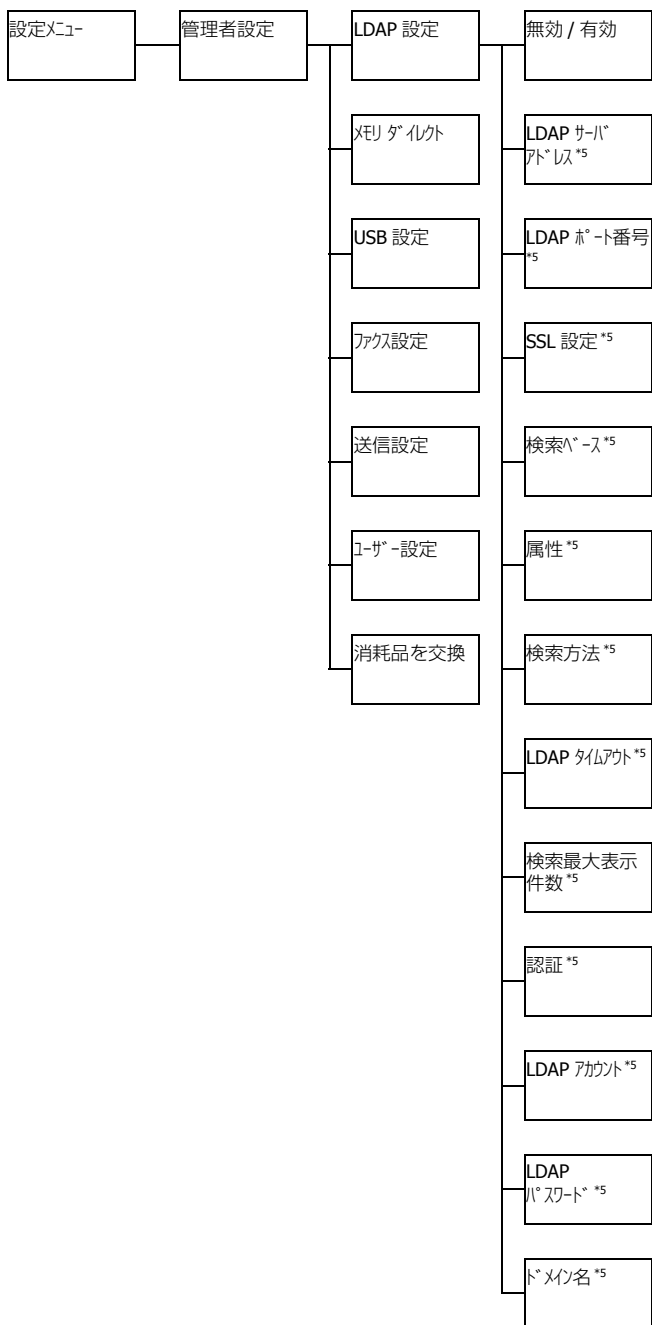 設定ﾒﾆｭｰ
管理者設定
LDAP 設定
無効 / 有効
ﾒﾓﾘ ﾀﾞｲﾚｸﾄ
LDAP ｻｰﾊﾞ
ｱﾄﾞﾚｽ *5
USB 設定
LDAP ﾎﾟｰﾄ番号
*5
ﾌｧｸｽ設定
SSL 設定 *5
送信設定
検索ﾍﾞｰｽ *5
ﾕｰｻﾞｰ設定
属性 *5
消耗品を交換
検索方法 *5
LDAP ﾀｲﾑｱｳﾄ *5
検索最大表示
件数 *5
認証 *5
LDAP ｱｶｳﾝﾄ *5
LDAP
ﾊﾟｽﾜｰﾄﾞ *5
ﾄﾞﾒｲﾝ名 *5